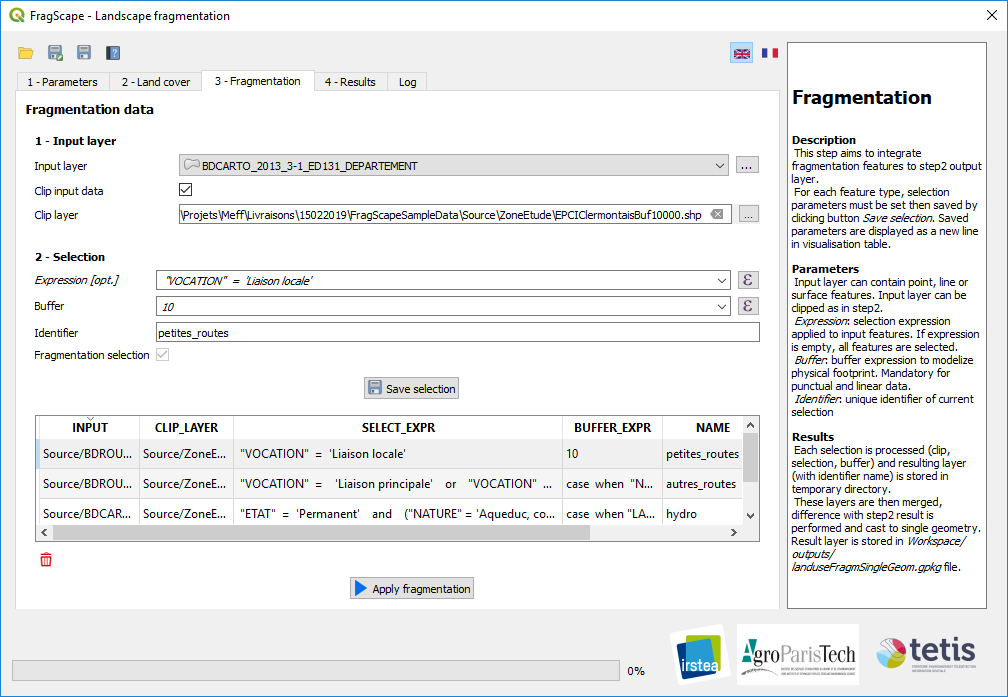 FragScape - Landscape fragmentation
1 - Parameters
2 - Land cover
3 - Fragmentation
4 - Results
Log
Fragmentation data
1 - Input layer
Input layer
BDCARTO_2013_3-1_ED131_DEPARTEMENT
...
Clip input data
Clip layer
\Projets\Meff\Livraisons\15022019\FragScapeSampleData\Source\ZoneEtude\EPCIClermontaisBuf10000.shp
...
2 - Selection
Expression [opt.]
"VOCATION" = 'Liaison locale'
ε
Buffer
10
ε
Identifier
petites_routes
Fragmentation selection
Save selection
INPUT CLIP_LAYER SELECT_EXPR BUFFER_EXPR NAME
Source/BDROU... Source/ZoneE... "VOCATION" = 'Liaison locale' 10 petites_routes
Source/BDROU... Source/ZoneE... "VOCATION" = 'Liaison principale' or "VOCATION" ... case when "N... autres_routes
Source/BDCAR... Source/ZoneE... "ETAT" = 'Permanent' and ("NATURE" = 'Aqueduc, co... case when "LA... hydro
Apply fragmentation
0%
Fragmentation
Description
This step aims to integrate
fragmentation features to step2 output
layer.
For each feature type, selection
parameters must be set then saved by
clicking button Save selection. Saved
parameters are displayed as a new line
in visualisation table.
Parameters
Input layer can contain point, line or
surface features. Input layer can be
clipped as in step2.
Expression: selection expression
applied to input features. If expression
is empty, all features are selected.
Buffer: buffer expression to modelize
physical footprint. Mandatory for
punctual and linear data.
Identifier: unique identifier of current
selection
Results
Each selection is processed (clip,
selection, buffer) and resulting layer
(with identifier name) is stored in
temporary directory.
These layers are then merged,
difference with step2 result is
performed and cast to single geometry.
Result layer is stored in Workspace/
outputs/
landuseFragmSingleGeom.gpkg file.
irstea
AgroParisTech
tetis